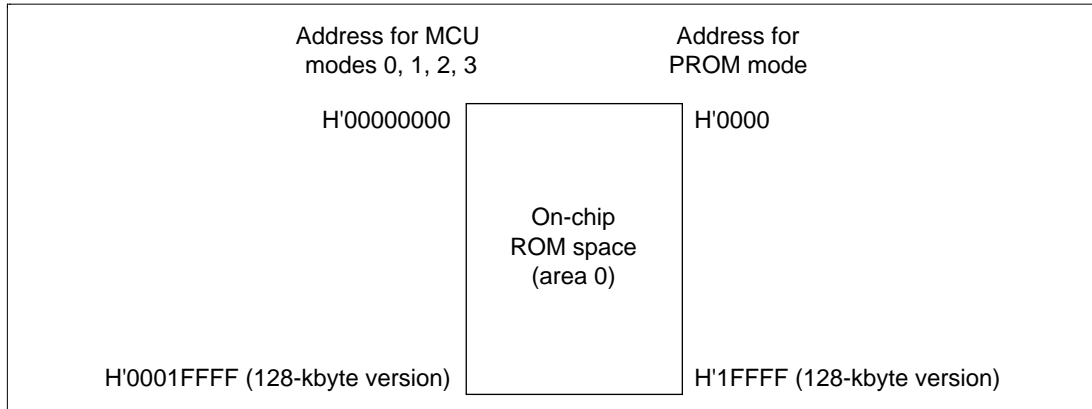 Address for MCU
modes 0, 1, 2, 3
Address for
PROM mode
H'00000000
H'0000
On-chip
ROM space
(area 0)
H'0001FFFF (128-kbyte version)
H'1FFFF (128-kbyte version)